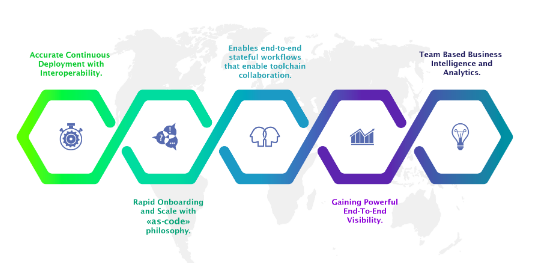 Accurate Continuous
Deployment with
Interoperability.
Rapid Onboarding
and Scale with
«as-code»
philosophy.
Enables end-to-end
stateful workflows
that enable toolchain
collaboration.
Gaining Powerful
End-To-End
Visibility.
Team Based Business
Intelligence and
Analytics.